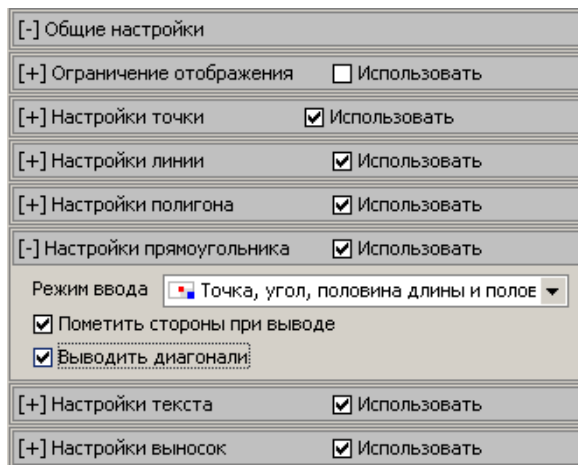 [-] Общие настройки
[+] Ограничение отображения Использовать
[+] Настройки точки Использовать
[+] Настройки линии Использовать
[+] Настройки полигона Использовать
[-] Настройки прямоугольника Использовать
Режим ввода Точка, угол, половина длины и полов
Пометить стороны при выводе
Выводить диагонали
[+] Настройки текста Использовать
[+] Настройки выносок Использовать